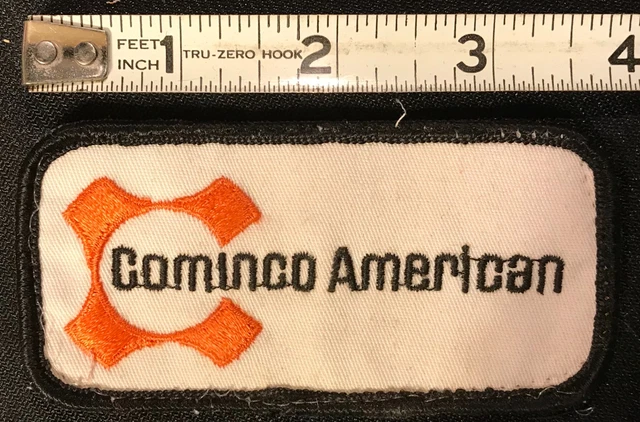 FEET
INCH
1 TRU-ZERO HOOK 2 3 4
Cominco American